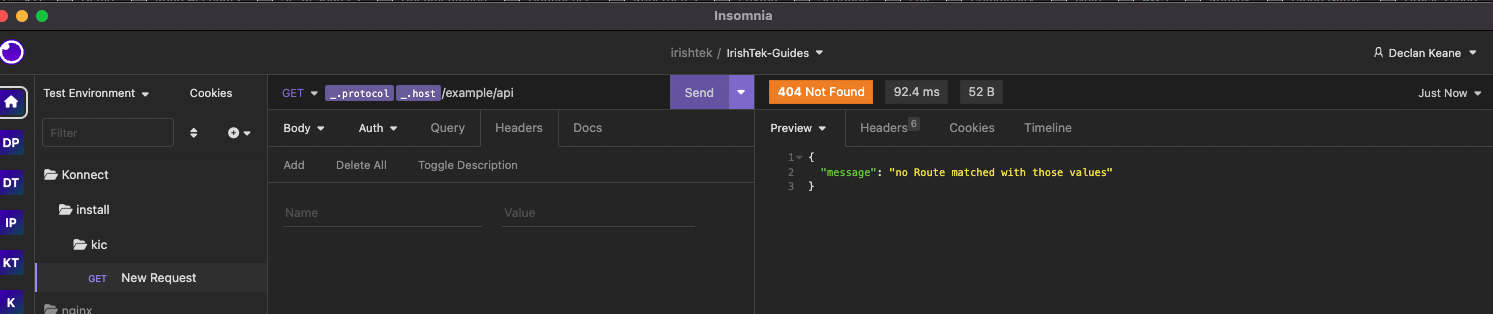 Insomnia
irishtek / IrishTek-Guides
Declan Keane
Test Environment
Cookies
GET _.protocol _.host /example/api
Send
404 Not Found 92.4 ms 52 B
Just Now
Filter
Body Auth Query Headers Docs
Preview Headers 6 Cookies Timeline
DP
DT
IP
KT
K
Add Delete All Toggle Description
Name Value
1 {
2 "message": "no Route matched with those values"
3 }
Konnect
install
kic
GET New Request
nginx